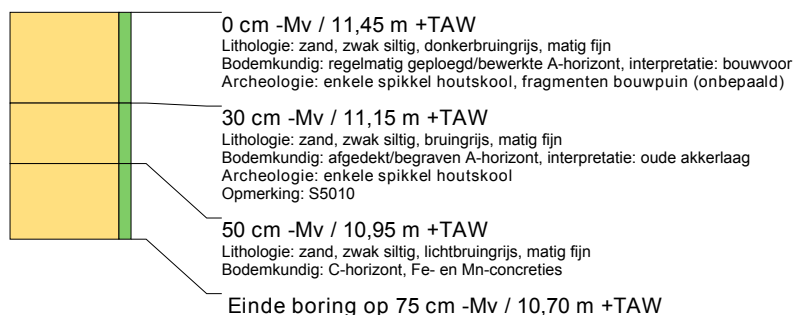 0 cm -Mv / 11,45 m +TAW
Lithologie: zand, zwak siltig, donkerbruingrijs, matig fijn
Bodemkundig: regelmatig geploegd/bewerkte A-horizont, interpretatie: bouwvoor
Archeologie: enkele spikkel houtskool, fragmenten bouwpuin (onbepaald)
30 cm -Mv / 11,15 m +TAW
Lithologie: zand, zwak siltig, bruingrijs, matig fijn
Bodemkundig: afgedekt/begraven A-horizont, interpretatie: oude akkerlaag
Archeologie: enkele spikkel houtskool
Opmerking: S5010
50 cm -Mv / 10,95 m +TAW
Lithologie: zand, zwak siltig, lichtbruingrijs, matig fijn
Bodemkundig: C-horizont, Fe- en Mn-concreties
Einde boring op 75 cm -Mv / 10,70 m +TAW